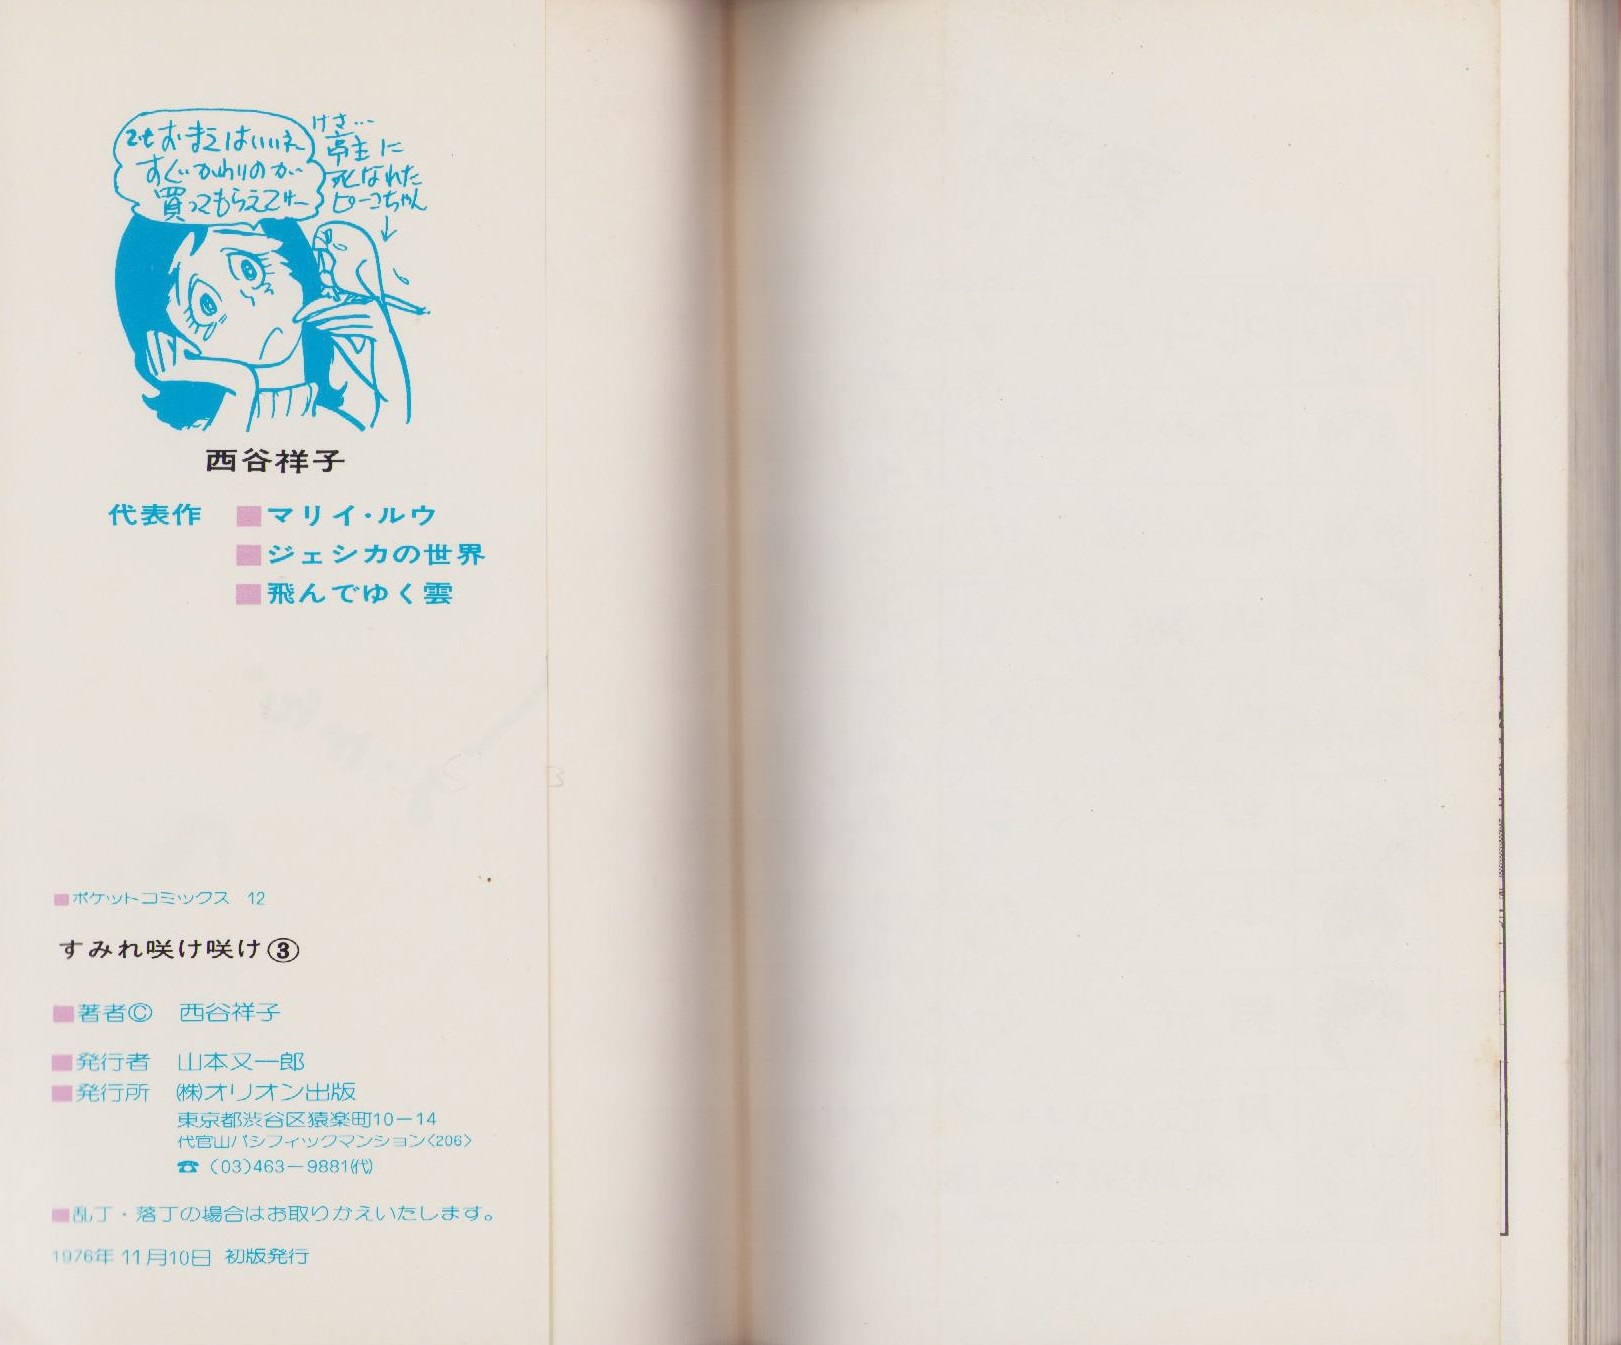 でもおまえはいいネー
すぐかわりのが
買ってもらえてサー
けさ…
亭主に
死なれた
ピーコちゃん
西谷祥子
代表作 ■マリイ・ルウ
■ジェシカの世界
■飛んでゆく雲
■ポケットコミックス 12
すみれ咲け咲け③
■著者© 西谷祥子
■発行者 山本又一郎
■発行所 ㈱オリオン出版
東京都渋谷区猿楽町10−14
代官山パシフィックマンション〈206〉
☎ (03)463−9881㈹
■乱丁・落丁の場合はお取りかえいたします。
1976年11月10日 初版発行